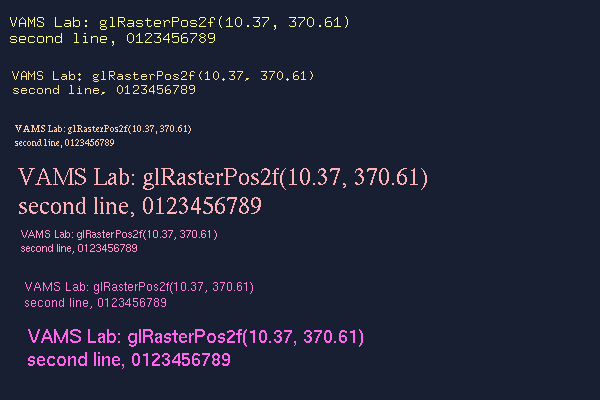 VAMS Lab: glRasterPos2f(10.37, 370.61)
second line, 0123456789
VAMS Lab: glRasterPos2f(10.37, 370.61)
second line, 0123456789
VAMS Lab: glRasterPos2f(10.37, 370.61)
second line, 0123456789
VAMS Lab: glRasterPos2f(10.37, 370.61)
second line, 0123456789
VAMS Lab: glRasterPos2f(10.37, 370.61)
second line, 0123456789
VAMS Lab: glRasterPos2f(10.37, 370.61)
second line, 0123456789
VAMS Lab: glRasterPos2f(10.37, 370.61)
second line, 0123456789